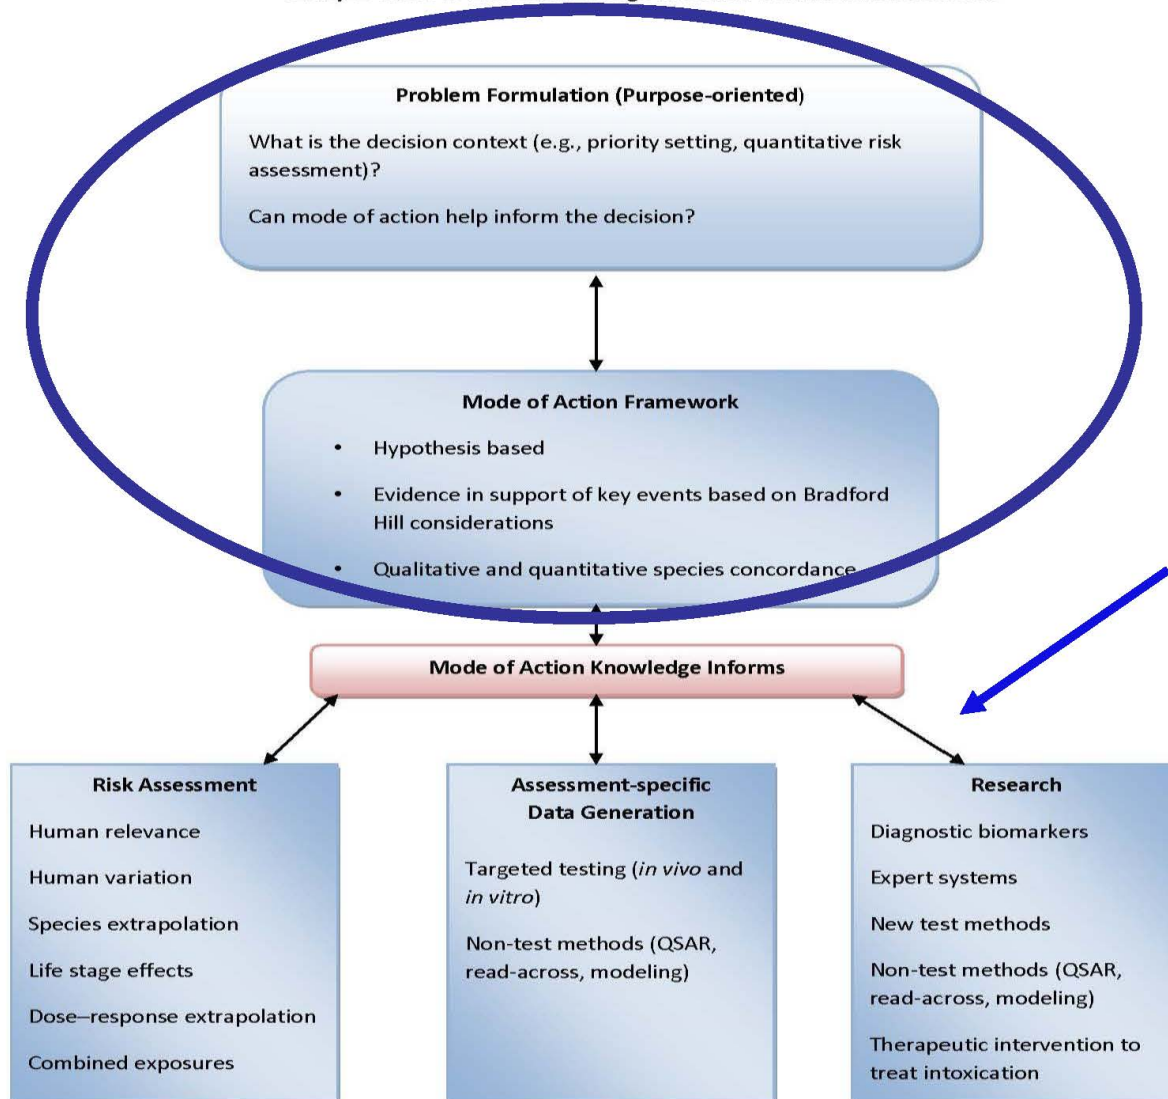 Problem Formulation (Purpose-oriented)
What is the decision context (e.g., priority setting, quantitative risk
assessment)?
Can mode of action help inform the decision?
Mode of Action Framework
• Hypothesis based
• Evidence in support of key events based on Bradford
Hill considerations
• Qualitative and quantitative species concordance
Mode of Action Knowledge Informs
Risk Assessment
Human relevance
Human variation
Species extrapolation
Life stage effects
Dose–response extrapolation
Combined exposures
Assessment-specific
Data Generation
Targeted testing (in vivo and
in vitro)
Non-test methods (QSAR,
read-across, modeling)
Research
Diagnostic biomarkers
Expert systems
New test methods
Non-test methods (QSAR,
read-across, modeling)
Therapeutic intervention to
treat intoxication